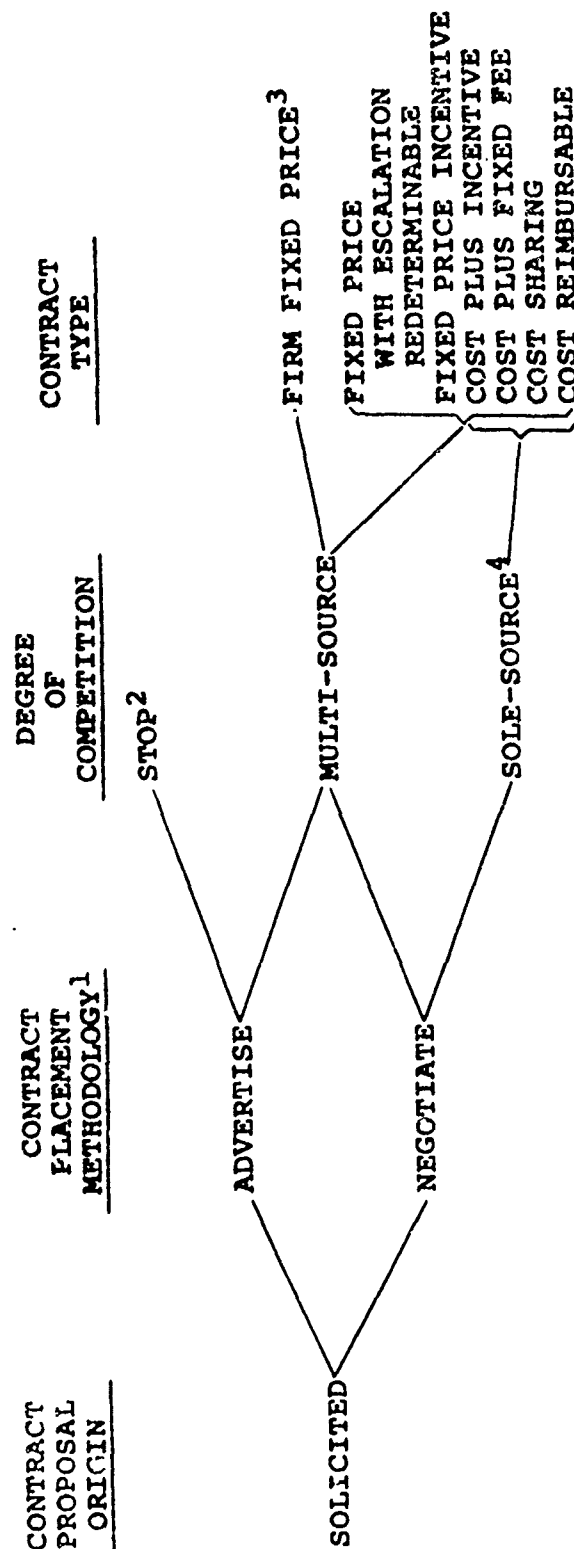 CONTRACT
PROPOSAL
ORIGIN
CONTRACT
PLACEMENT
METHODOLOGY1
DEGREE
OF
COMPETITION
CONTRACT
TYPE
SOLICITED
ADVERTISE
NEGOTIATE
STOP2
MULTI-SOURCE
SOLE-SOURCE4
FIRM FIXED PRICE3
FIXED PRICE
WITH ESCALATION
REDETERMINABLE
FIXED PRICE INCENTIVE
COST PLUS INCENTIVE
COST PLUS FIXED FEE
COST SHARING
COST REIMBURSABLE